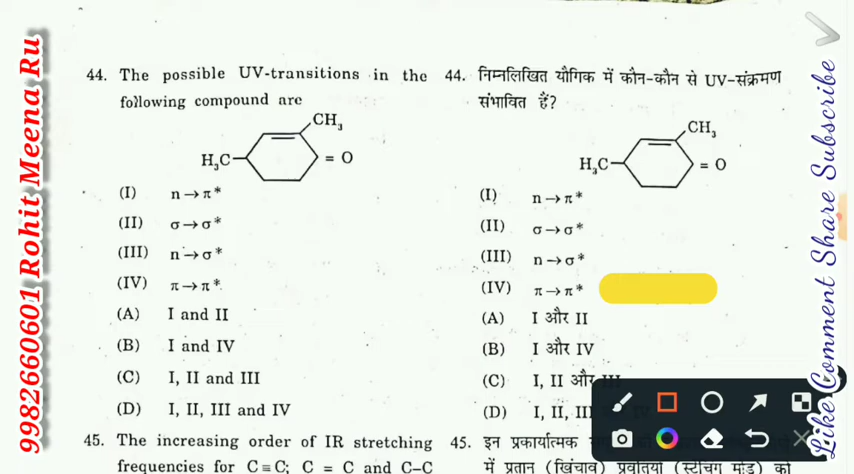 9982660601 Rohit Meena Ru
44. The possible UV-transitions in the
following compound are
CH₃
H₃C
= O
(I) n→π*
(II) σ→σ*
(III) n→σ*
(IV) π→π*
(A) I and II
(B) I and IV
(C) I, II and III
(D) I, II, III and IV
45. The increasing order of IR stretching
frequencies for C≡C; C = C and C–C
44. निम्नलिखित यौगिक में कौन-कौन से UV-संक्रमण
संभावित हैं?
CH₃
H₃C
= O
(I) n→π*
(II) σ→σ*
(III) n→σ*
(IV) π→π*
(A) I और II
(B) I और IV
(C) I, II और III
(D) I, II, III
45. इन प्रकार्यात्मक
में प्रतान (खिंचाव) प्रवृतियों (स्टेचिंग मोड) को
Like Comment Share Subscribe